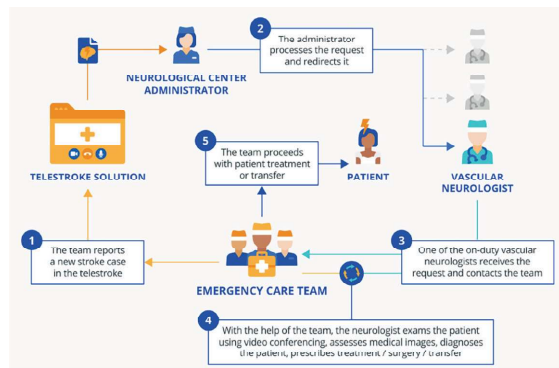 2
The administrator
processes the request
and redirects it
NEUROLOGICAL CENTER
ADMINISTRATOR
5
The team proceeds
with patient treatment
or transfer
TELESTROKE SOLUTION
PATIENT
VASCULAR
NEUROLOGIST
1
The team reports
a new stroke case
in the telestroke
3
One of the on-duty vascular
neurologists receives the
request and contacts the team
EMERGENCY CARE TEAM
4
With the help of the team, the neurologist exams the patient
using video conferencing, assesses medical images, diagnoses
the patient, prescribes treatment / surgery / transfer